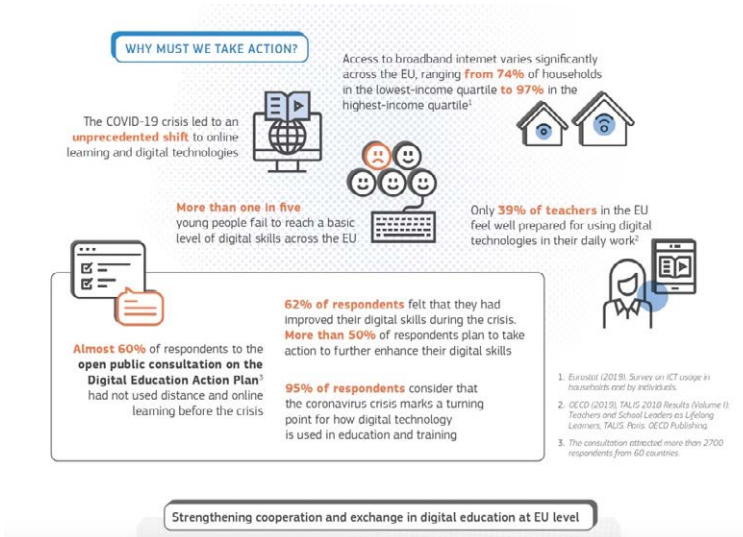 WHY MUST WE TAKE ACTION?
Access to broadband internet varies significantly
across the EU, ranging from 74% of households
in the lowest-income quartile to 97% in the
highest-income quartile¹
The COVID-19 crisis led to an
unprecedented shift to online
learning and digital technologies
More than one in five
young people fail to reach a basic
level of digital skills across the EU
Only 39% of teachers in the EU
feel well prepared for using digital
technologies in their daily work²
Almost 60% of respondents to the
open public consultation on the
Digital Education Action Plan³
had not used distance and online
learning before the crisis
62% of respondents felt that they had
improved their digital skills during the crisis.
More than 50% of respondents plan to take
action to further enhance their digital skills
95% of respondents consider that
the coronavirus crisis marks a turning
point for how digital technology
is used in education and training
1. Eurostat (2019). Survey on ICT usage in
households and by individuals.
2. OECD (2019), TALIS 2018 Results (Volume I):
Teachers and School Leaders as Lifelong
Learners, TALIS. Paris. OECD Publishing.
3. The consultation attracted more than 2700
respondents from 60 countries.
Strengthening cooperation and exchange in digital education at EU level